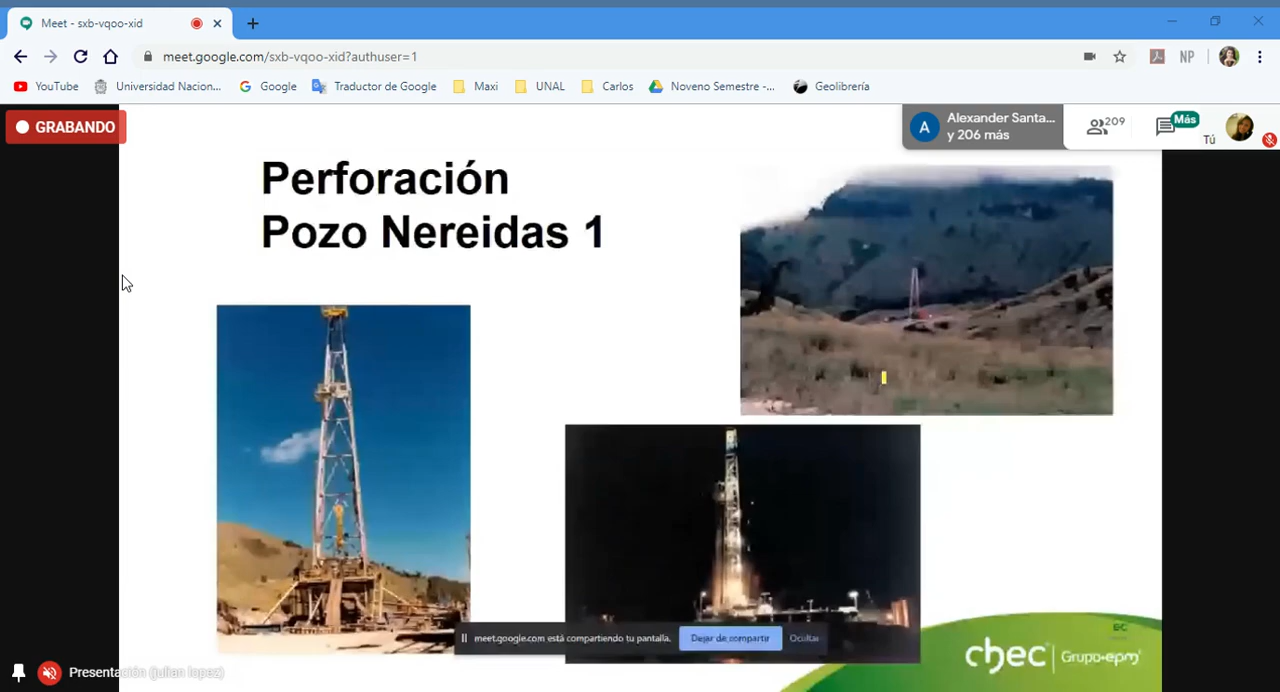 Meet - sxb-vqoo-xid
meet.google.com/sxb-vqoo-xid?authuser=1
NP
YouTube
Universidad Nacion...
Google
Traductor de Google
Maxi
UNAL
Carlos
Noveno Semestre -...
Geolibrería
GRABANDO
A
Alexander Santa...
y 206 más
209
Más
Tú
Perforación
Pozo Nereidas 1
meet.google.com está compartiendo tu pantalla.
Dejar de compartir
Ocultar
chec
Grupo·epm
Presentación (julian lopez)